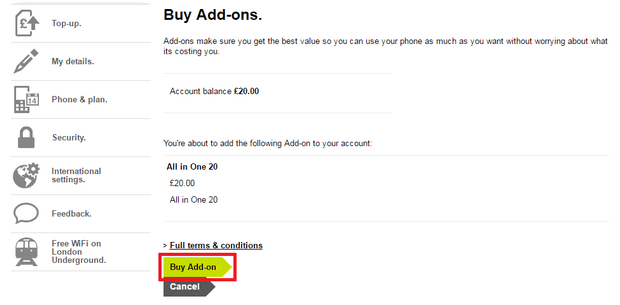 Buy Add-ons.
Top-up.
Add-ons make sure you get the best value so you can use your phone as much as you want without worrying about what
its costing you.
My details.
Account balance £20.00
Phone & plan.
14
Security.
You're about to add the following Add-on to your account:
All in One 20
£20.00
All in One 20
International
settings.
Feedback.
Free WiFi on
London
Underground.
> Full terms & conditions
Buy Add-on
Cancel